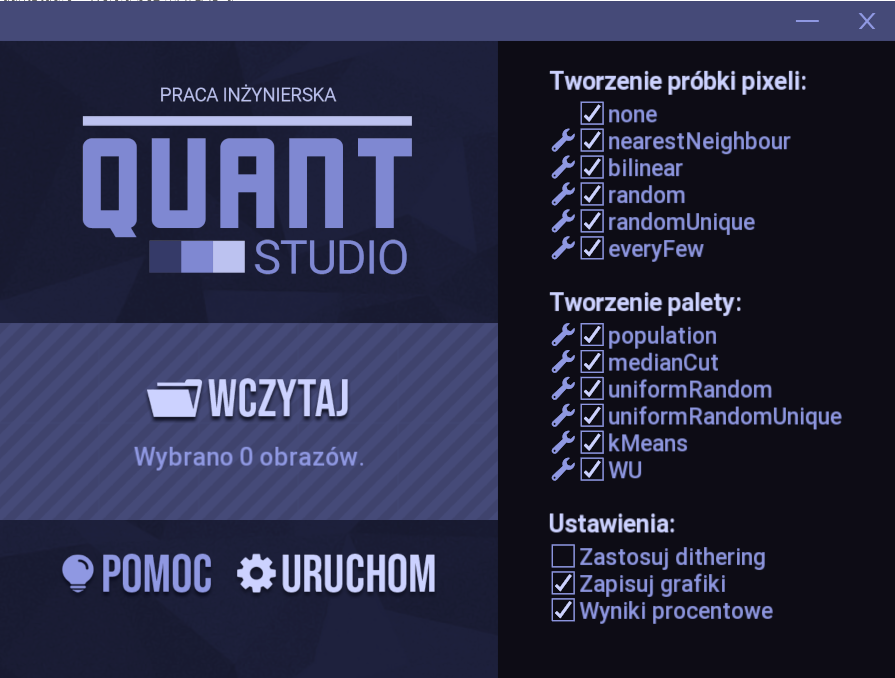 PRACA INŻYNIERSKA
QUANT
STUDIO
WCZYTAJ
Wybrano 0 obrazów.
POMOC
URUCHOM
X
Tworzenie próbki pixeli:
none
nearestNeighbour
bilinear
random
randomUnique
everyFew
Tworzenie palety:
population
medianCut
uniformRandom
uniformRandomUnique
kMeans
WU
Ustawienia:
Zastosuj dithering
Zapisuj grafiki
Wyniki procentowe